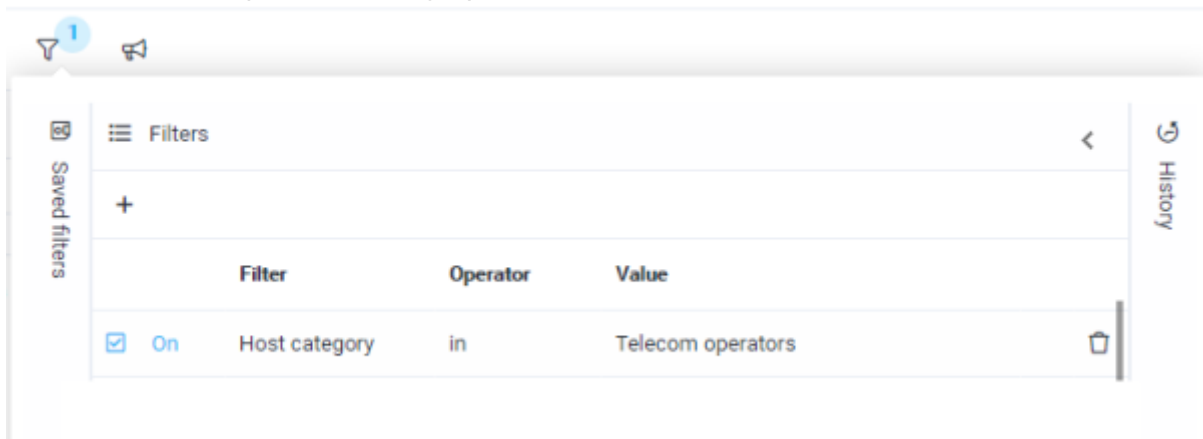 1
Filters
Saved filters
History
+
Filter Operator Value
On Host category in Telecom operators